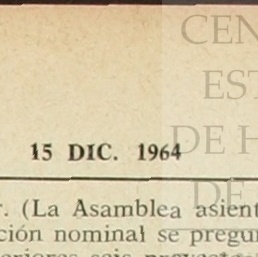 CEN
EST
DE H
DE
15 DIC. 1964
r. (La Asamblea asient
ción nominal se pregu